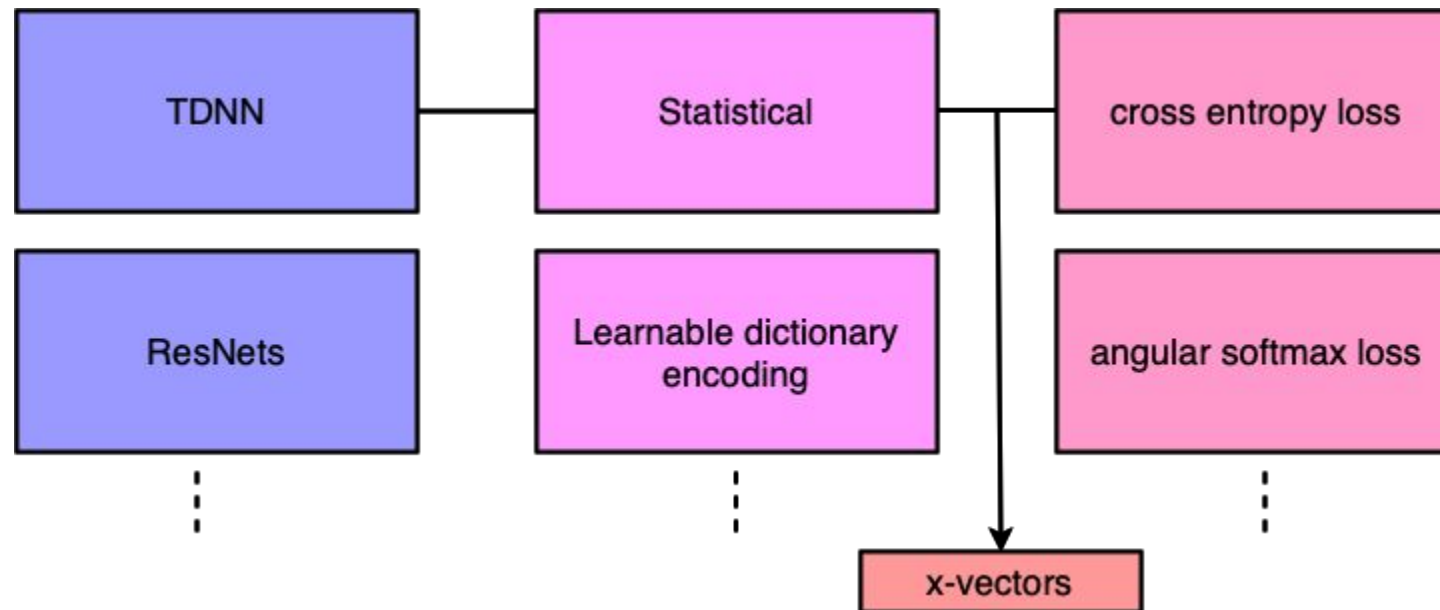 TDNN
Statistical
cross entropy loss
ResNets
Learnable dictionary
encoding
angular softmax loss
x-vectors